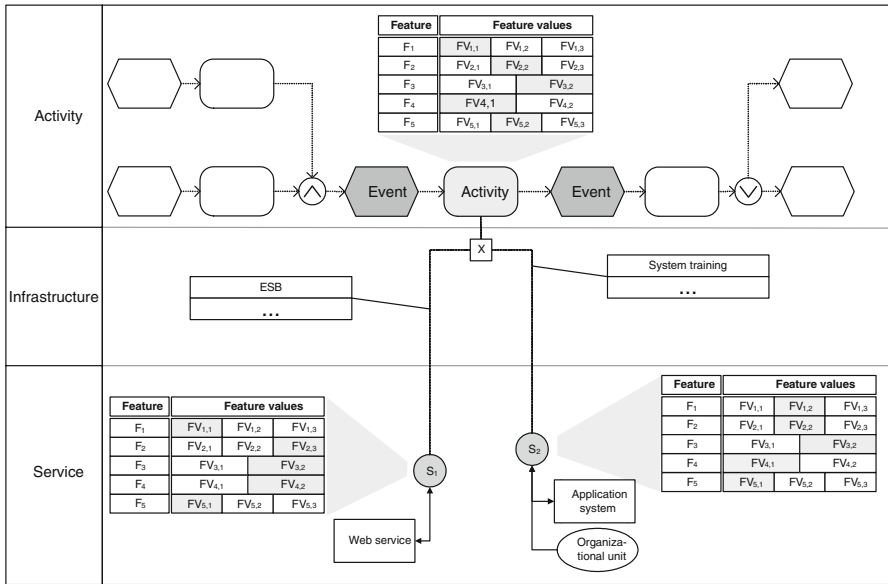 Activity
Feature Feature values
F1 FV1,1 FV1,2 FV1,3
F2 FV2,1 FV2,2 FV2,3
F3 FV3,1 FV3,2
F4 FV4,1 FV4,2
F5 FV5,1 FV5,2 FV5,3
Event
Activity
Event
Infrastructure
X
ESB
...
System training
...
Service
Feature Feature values
F1 FV1,1 FV1,2 FV1,3
F2 FV2,1 FV2,2 FV2,3
F3 FV3,1 FV3,2
F4 FV4,1 FV4,2
F5 FV5,1 FV5,2 FV5,3
S1
Web service
S2
Application
system
Organiza-
tional unit
Feature Feature values
F1 FV1,1 FV1,2 FV1,3
F2 FV2,1 FV2,2 FV2,3
F3 FV3,1 FV3,2
F4 FV4,1 FV4,2
F5 FV5,1 FV5,2 FV5,3